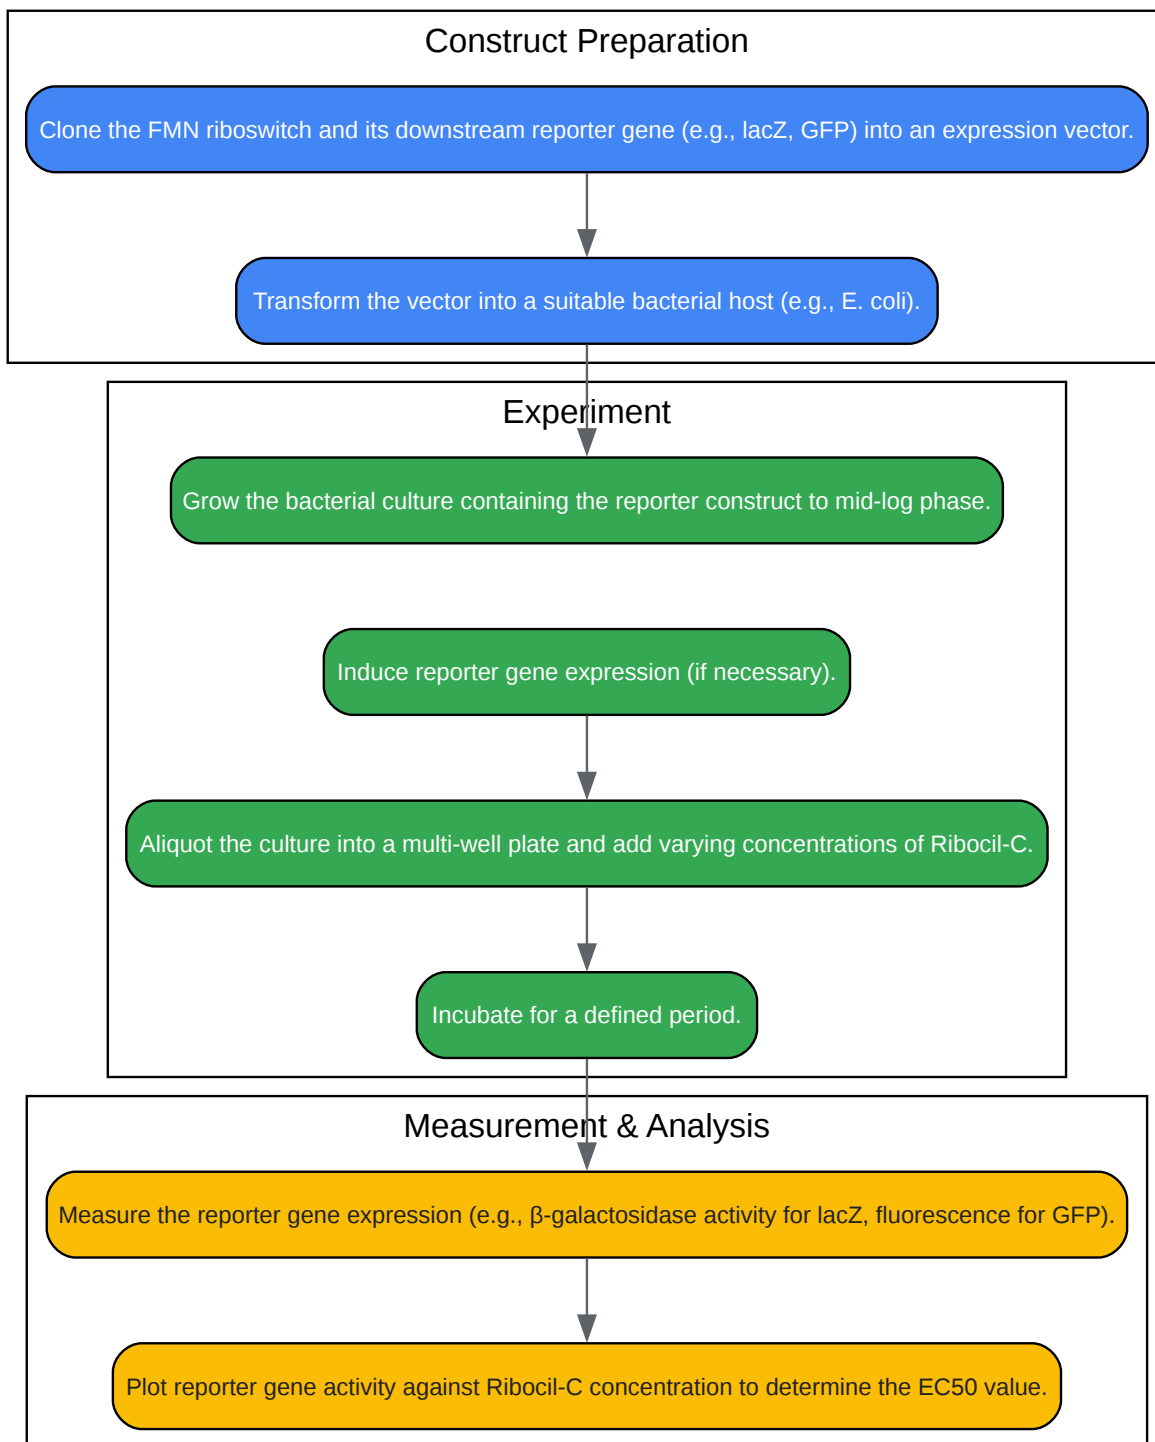 Construct Preparation
Clone the FMN riboswitch and its downstream reporter gene (e.g., lacZ, GFP) into an expression vector.
Transform the vector into a suitable bacterial host (e.g., E. coli).
Experiment
Grow the bacterial culture containing the reporter construct to mid-log phase.
Induce reporter gene expression (if necessary).
Aliquot the culture into a multi-well plate and add varying concentrations of Ribocil-C.
Incubate for a defined period.
Measurement & Analysis
Measure the reporter gene expression (e.g., β-galactosidase activity for lacZ, fluorescence for GFP).
Plot reporter gene activity against Ribocil-C concentration to determine the EC50 value.